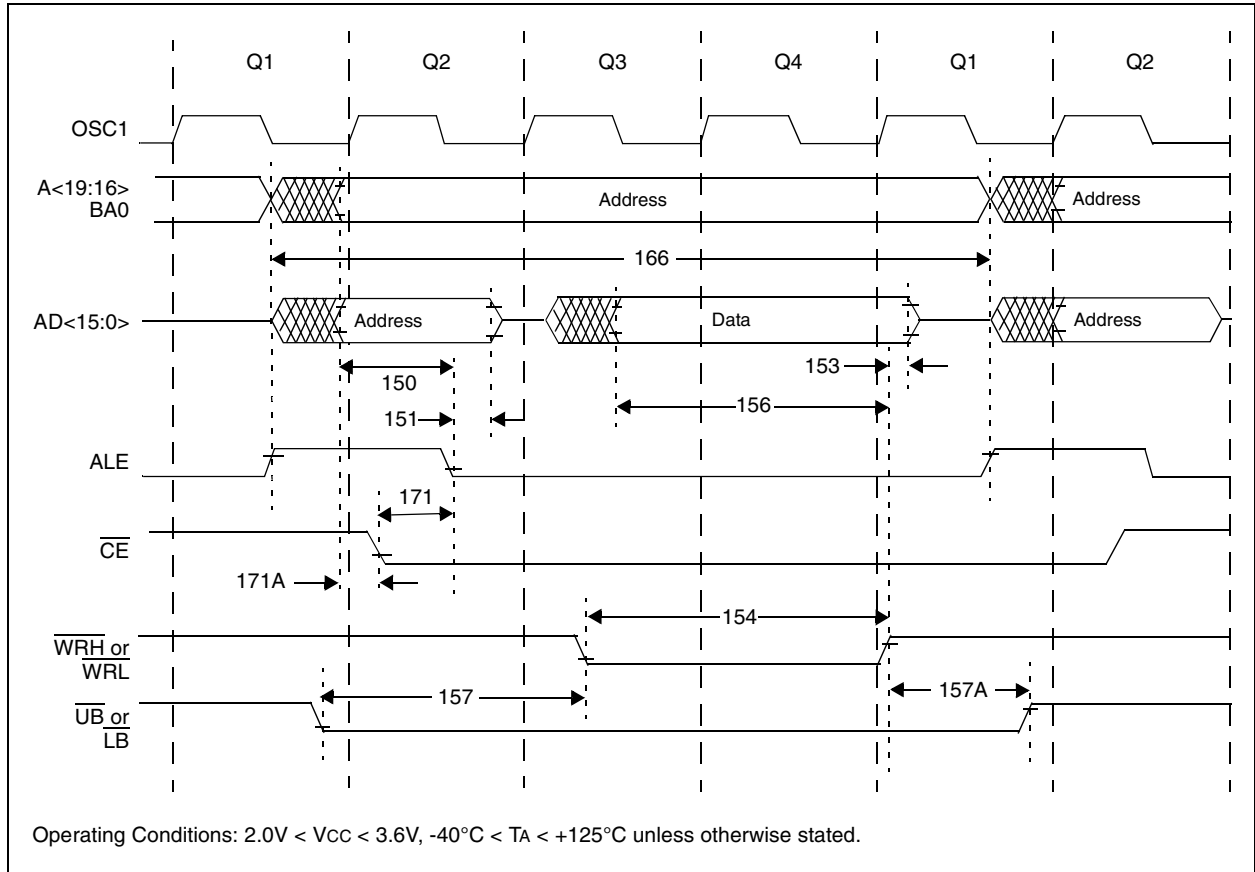 Q1 Q2 Q3 Q4 Q1 Q2
OSC1
A<19:16>
BA0
Address
Address
166
AD<15:0>
Address
Data
Address
150
153
151
156
ALE
171
CE
171A
154
WRH or
WRL
157
157A
UB or
LB
Operating Conditions: 2.0V < VCC < 3.6V, -40°C < TA < +125°C unless otherwise stated.